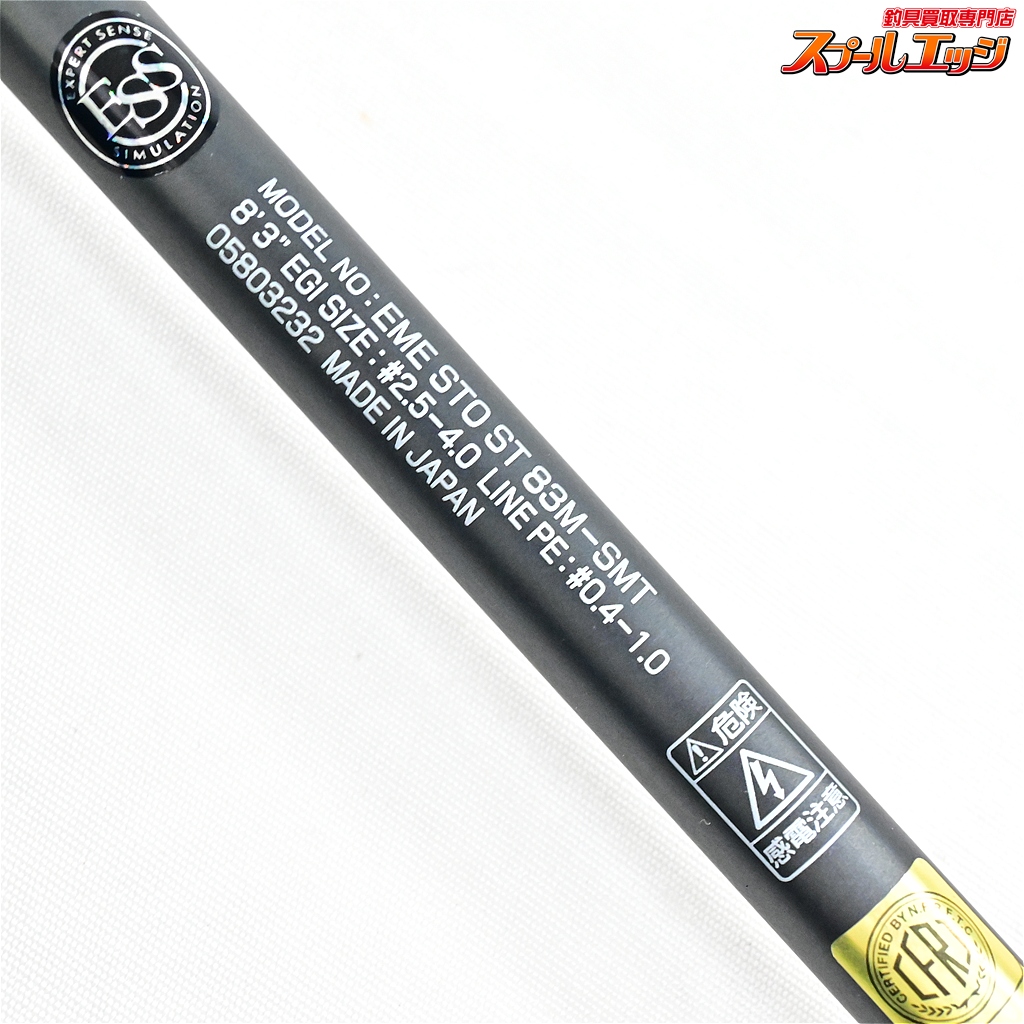 釣具買取専門店
スプールエッジ
EXPERT SENSE
ESS
SIMULATION
MODEL NO : EME STQ ST 83M-SMT
8'3" EGI SIZE : #2.5-4.0 LINE PE : #0.4-1.0
05803232 MADE IN JAPAN
危険
感電注意
CERTIFIED BY N.F.